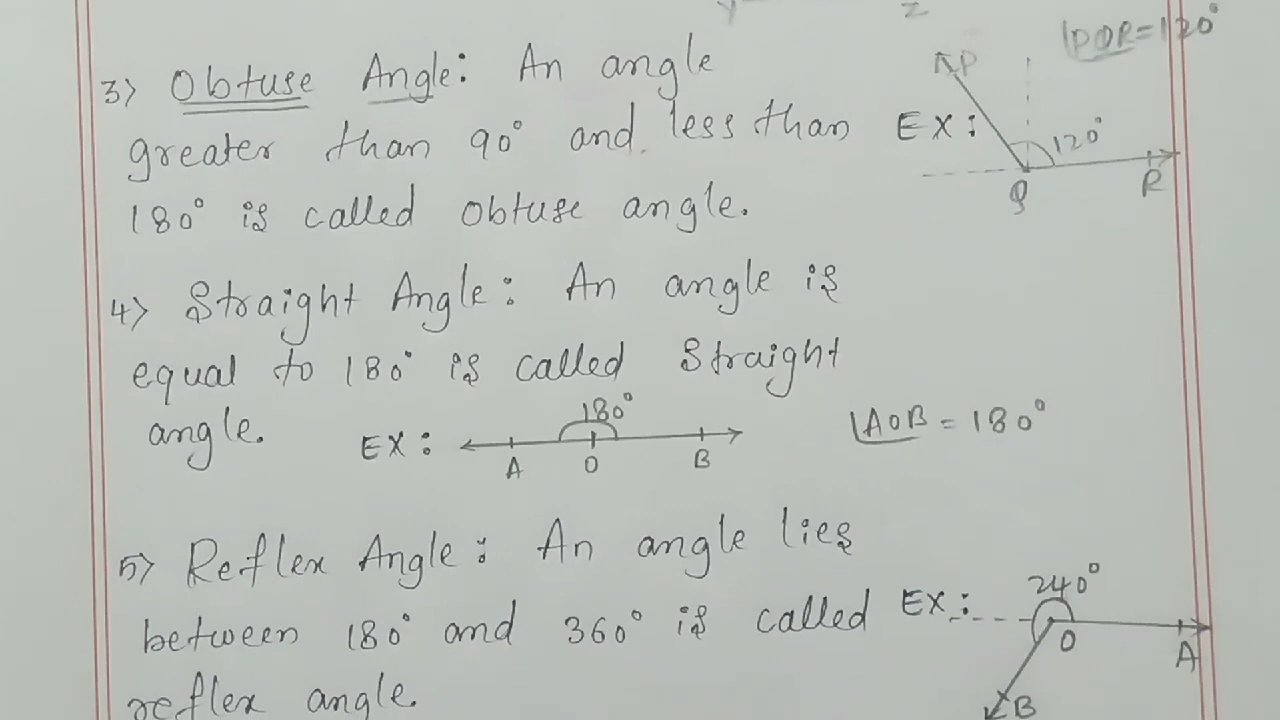 y z
∠PQR = 120°
3) Obtuse Angle: An angle
greater than 90° and less than
180° is called obtuse angle.
EX:
P
120°
Q
R
4) Straight Angle: An angle is
equal to 180° is called straight
angle.
EX:
180°
A O B
∠AOB = 180°
5) Reflex Angle: An angle lies
between 180° and 360° is called
reflex angle.
EX:
240°
O
A
B